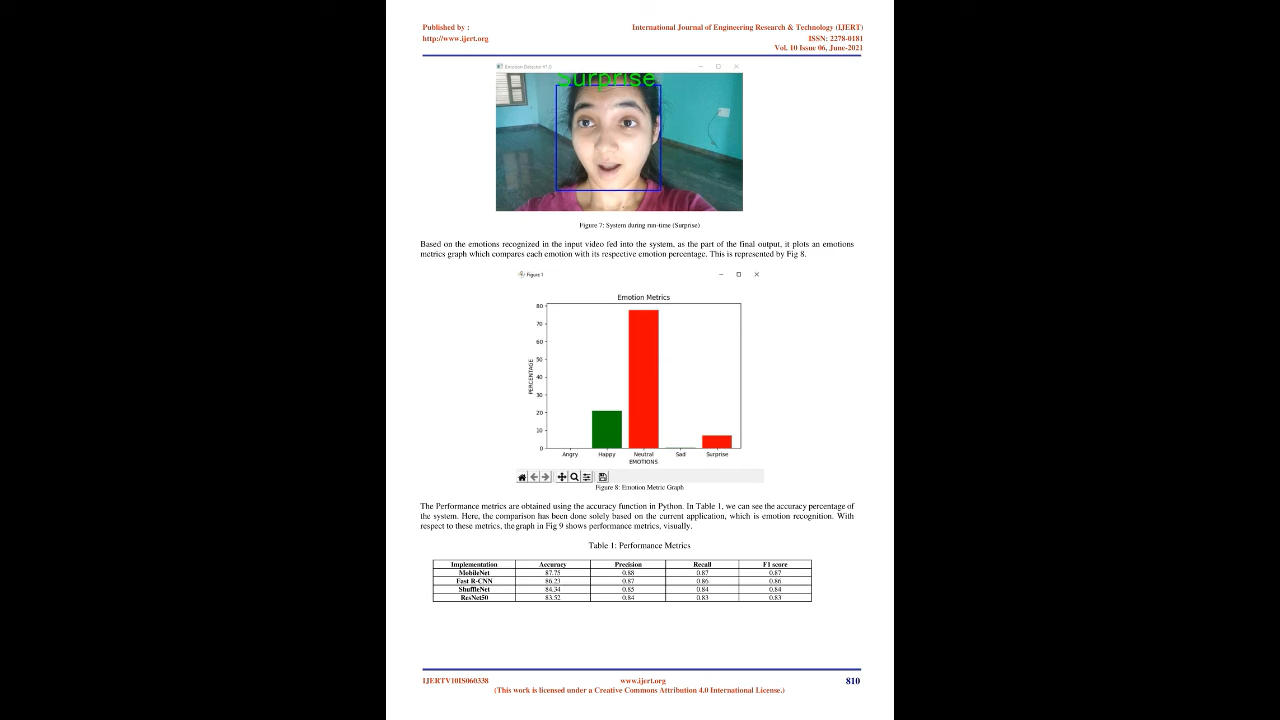 Published by :
http://www.ijert.org
International Journal of Engineering Research & Technology (IJERT)
ISSN: 2278-0181
Vol. 10 Issue 06, June-2021
Emotion Detector V1.0
Surprise
Figure 7: System during run-time (Surprise)
Based on the emotions recognized in the input video fed into the system, as the part of the final output, it plots an emotions
metrics graph which compares each emotion with its respective emotion percentage. This is represented by Fig 8.
Figure 1
Emotion Metrics
80
70
60
50
40
30
20
10
0
PERCENTAGE
Angry Happy Neutral Sad Surprise
EMOTIONS
Figure 8: Emotion Metric Graph
The Performance metrics are obtained using the accuracy function in Python. In Table 1, we can see the accuracy percentage of
the system. Here, the comparison has been done solely based on the current application, which is emotion recognition. With
respect to these metrics, the graph in Fig 9 shows performance metrics, visually.
Table 1: Performance Metrics
Implementation Accuracy Precision Recall F1 score
MobileNet 87.75 0.88 0.87 0.87
Fast R-CNN 86.23 0.87 0.86 0.86
ShuffleNet 84.34 0.85 0.84 0.84
ResNet50 83.52 0.84 0.83 0.83
IJERTV10IS060338
www.ijert.org
810
(This work is licensed under a Creative Commons Attribution 4.0 International License.)